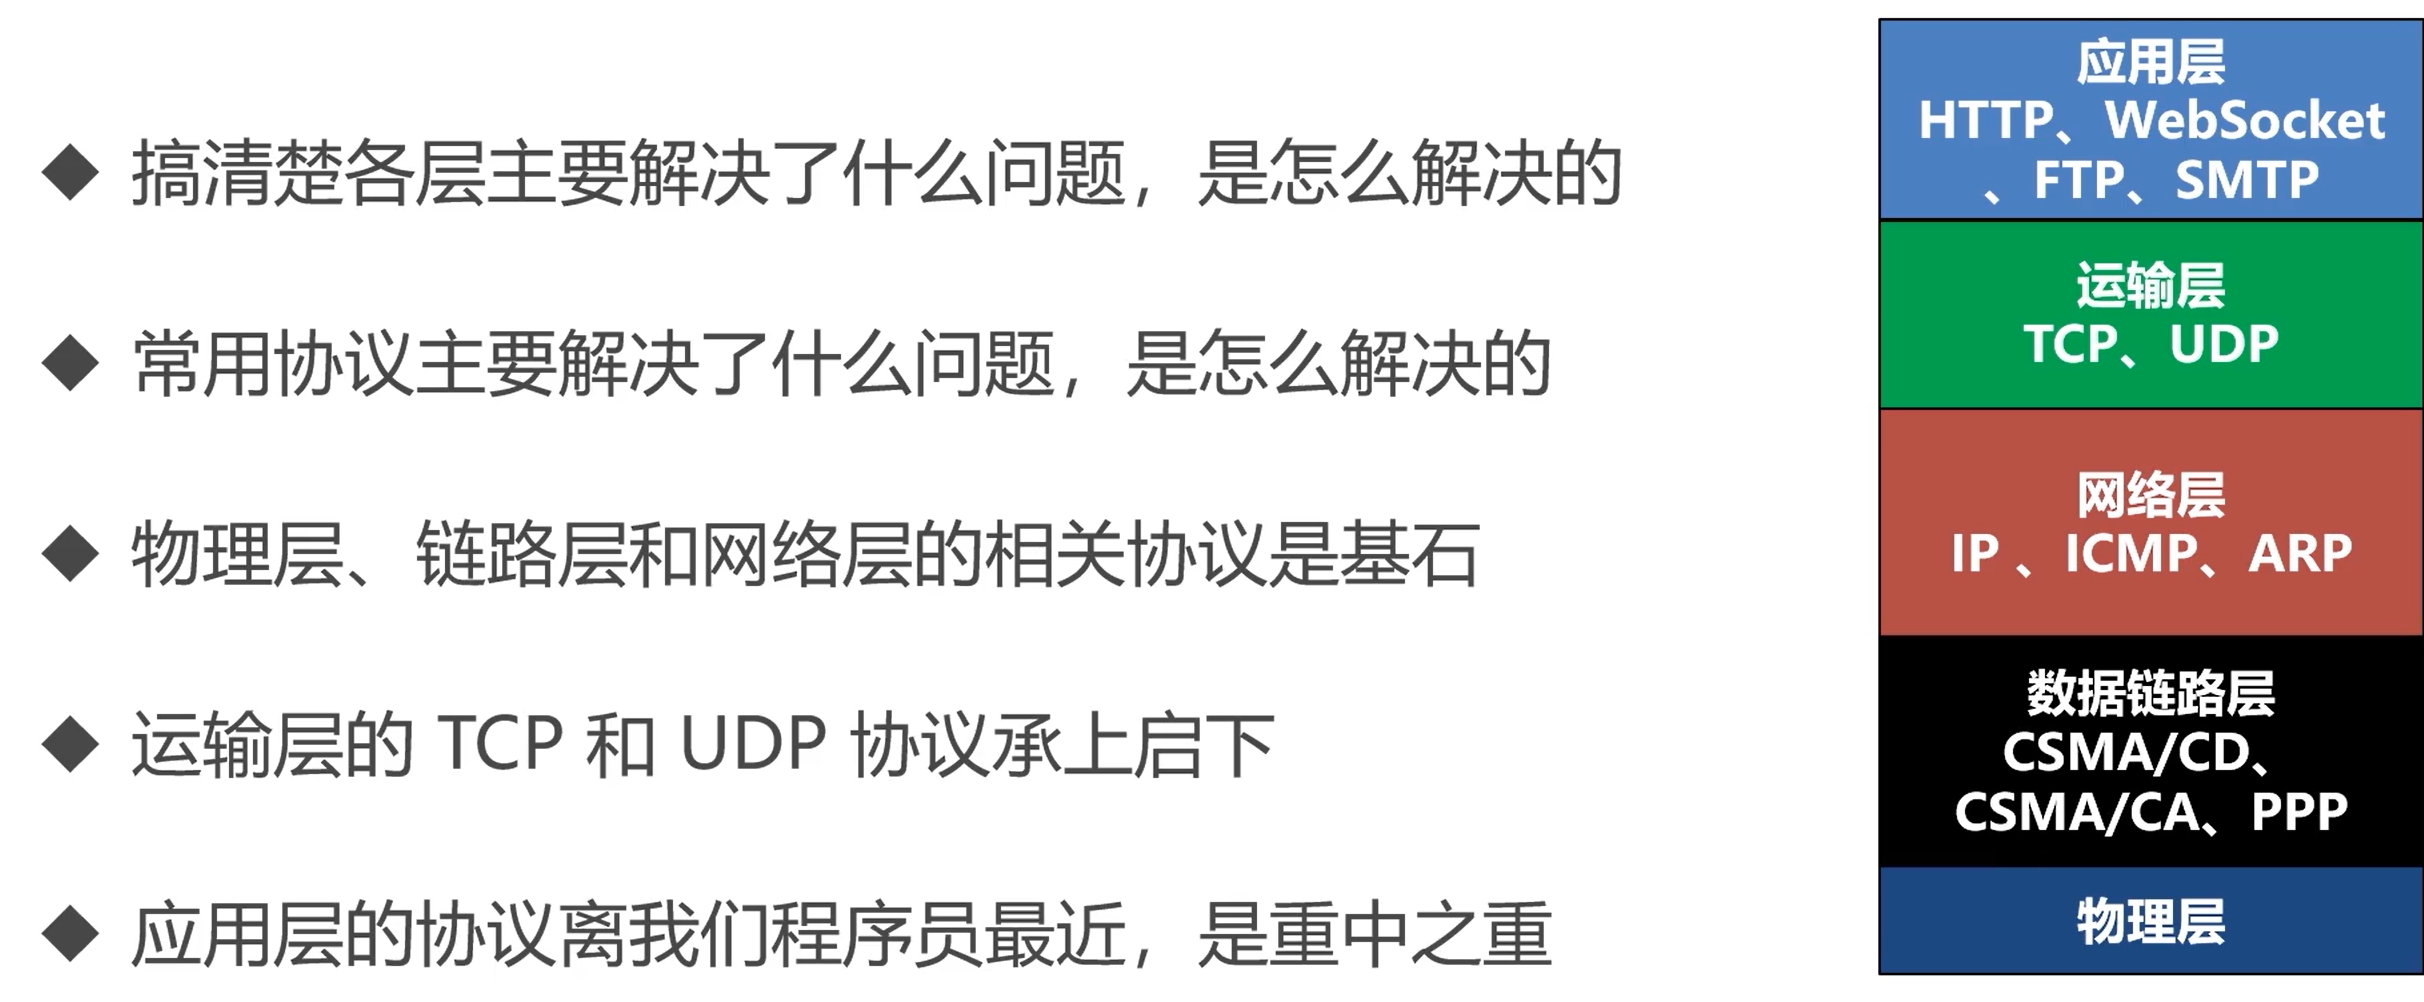 ◆ 搞清楚各层主要解决了什么问题，是怎么解决的
◆ 常用协议主要解决了什么问题，是怎么解决的
◆ 物理层、链路层和网络层的相关协议是基石
◆ 运输层的 TCP 和 UDP 协议承上启下
◆ 应用层的协议离我们程序员最近，是重中之重
应用层
HTTP、WebSocket
、FTP、SMTP
运输层
TCP、UDP
网络层
IP 、ICMP、ARP
数据链路层
CSMA/CD、
CSMA/CA、PPP
物理层